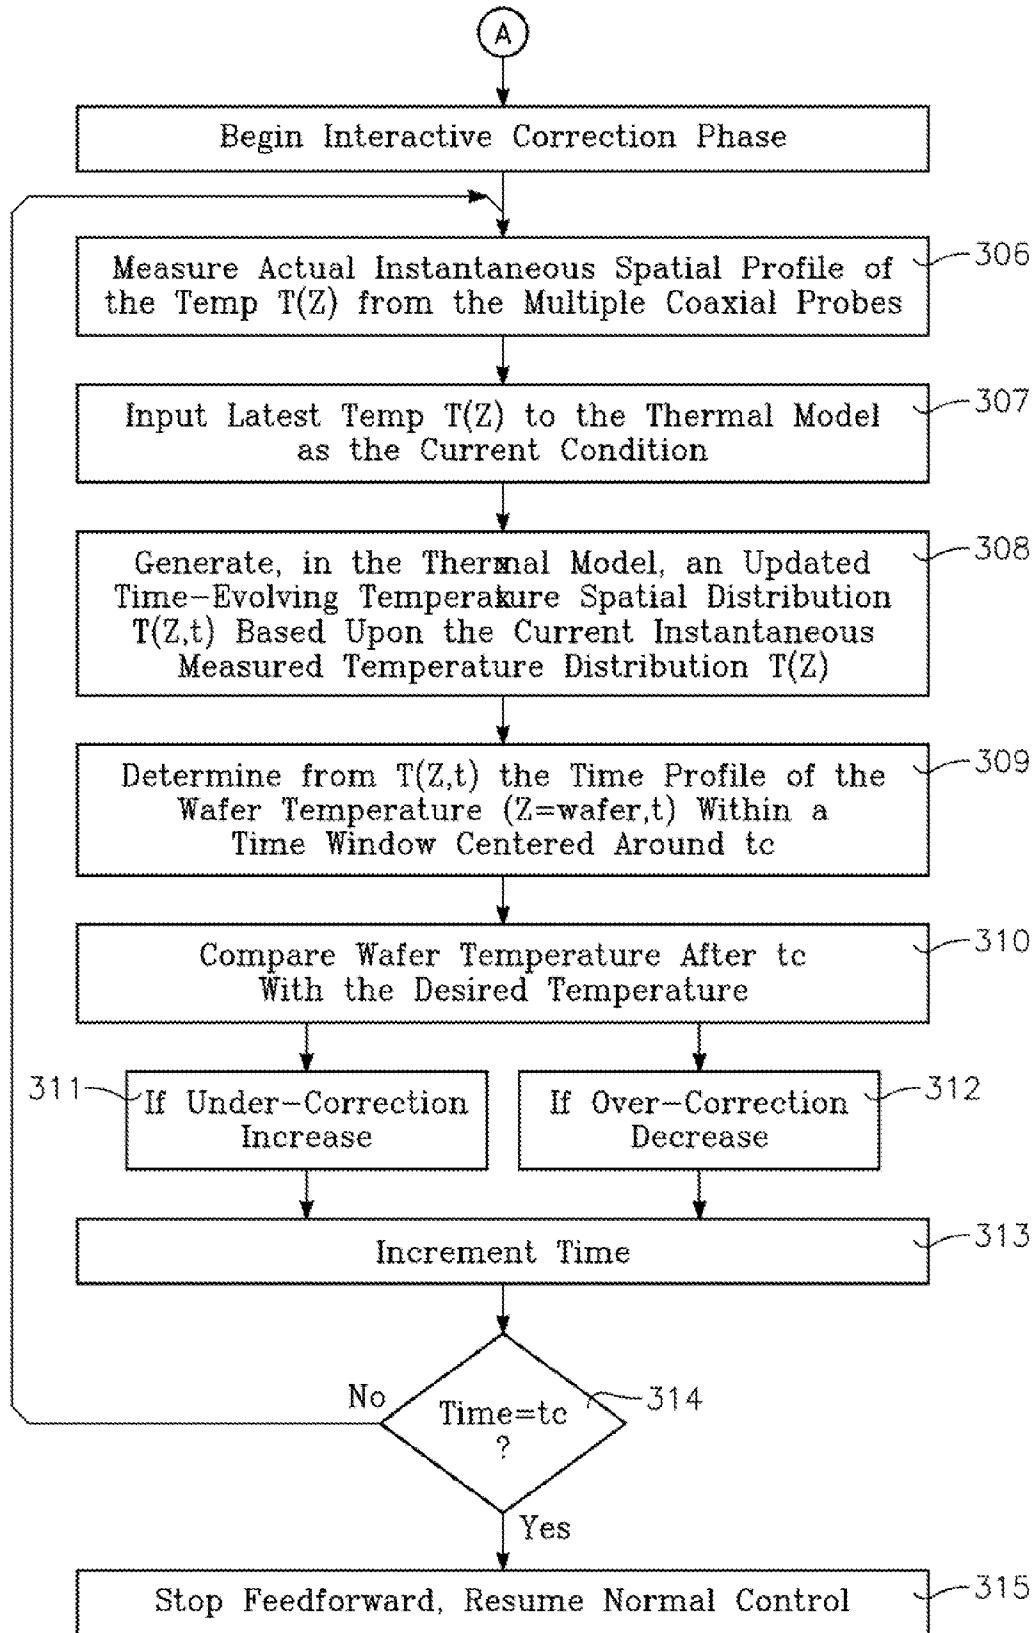 A
Begin Interactive Correction Phase
Measure Actual Instantaneous Spatial Profile of
the Temp T(Z) from the Multiple Coaxial Probes
306
Input Latest Temp T(Z) to the Thermal Model
as the Current Condition
307
Generate, in the Thermal Model, an Updated
Time-Evolving Temperature Spatial Distribution
T(Z,t) Based Upon the Current Instantaneous
Measured Temperature Distribution T(Z)
308
Determine from T(Z,t) the Time Profile of the
Wafer Temperature (Z=wafer,t) Within a
Time Window Centered Around tc
309
Compare Wafer Temperature After tc
With the Desired Temperature
310
311
If Under-Correction
Increase
If Over-Correction
Decrease
312
Increment Time
313
No
Time=tc
?
314
Yes
Stop Feedforward, Resume Normal Control
315